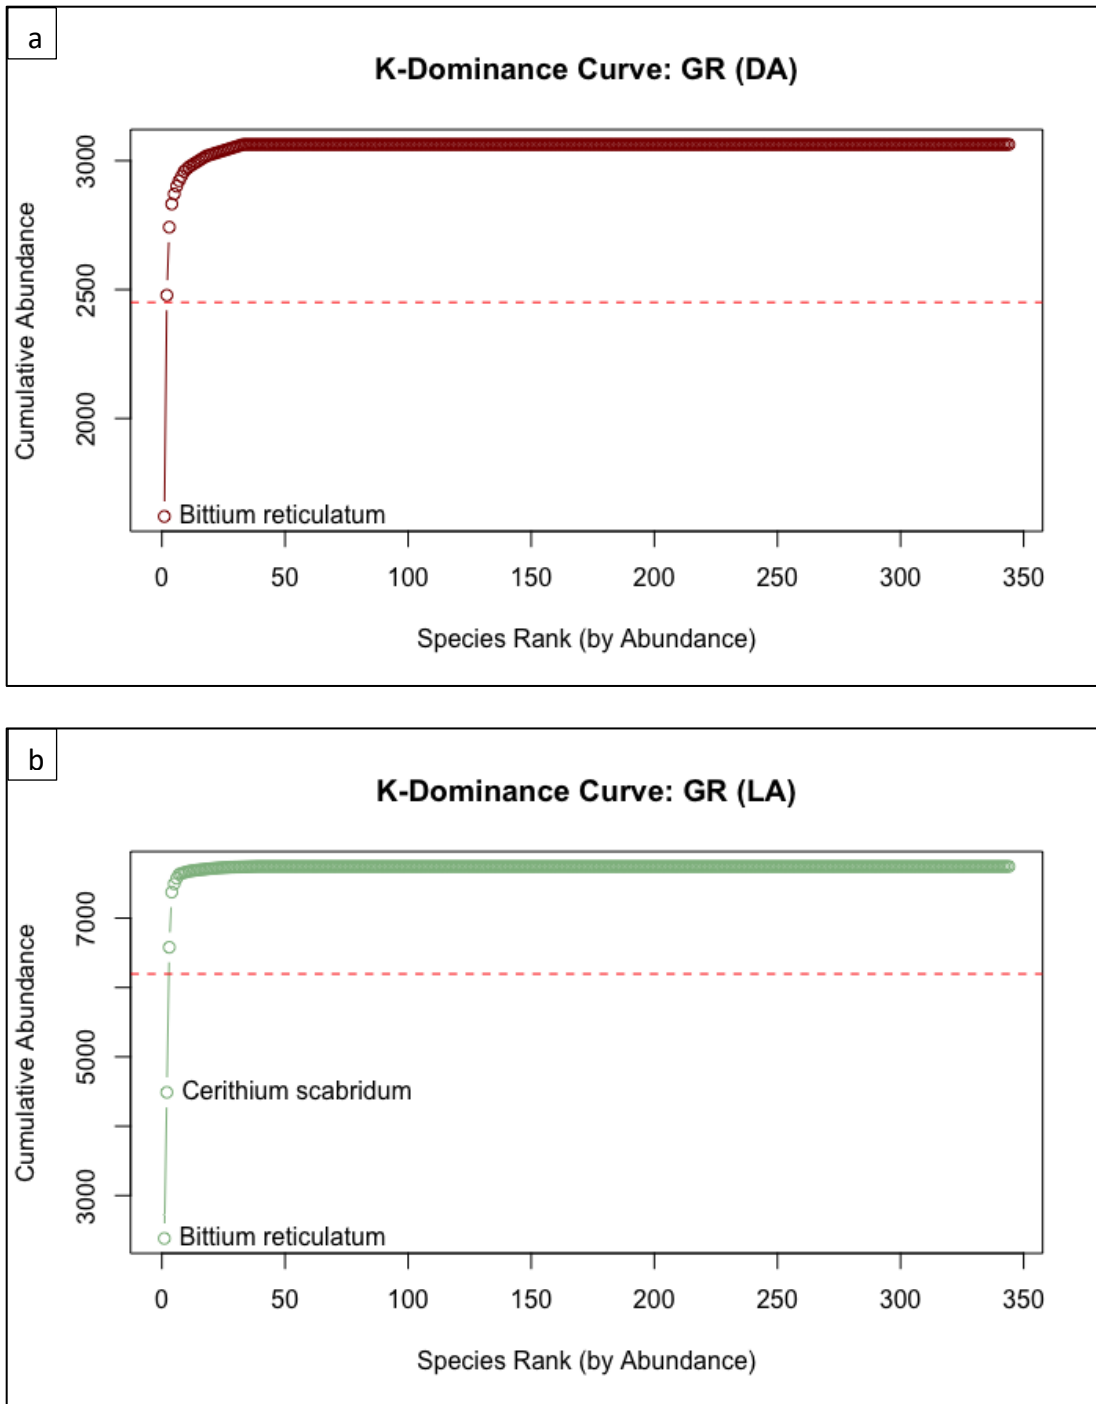 a
K-Dominance Curve: GR (DA)
Cumulative Abundance
3000
2500
2000
Bittium reticulatum
0 50 100 150 200 250 300 350
Species Rank (by Abundance)
b
K-Dominance Curve: GR (LA)
Cumulative Abundance
7000
5000
3000
Cerithium scabridum
Bittium reticulatum
0 50 100 150 200 250 300 350
Species Rank (by Abundance)